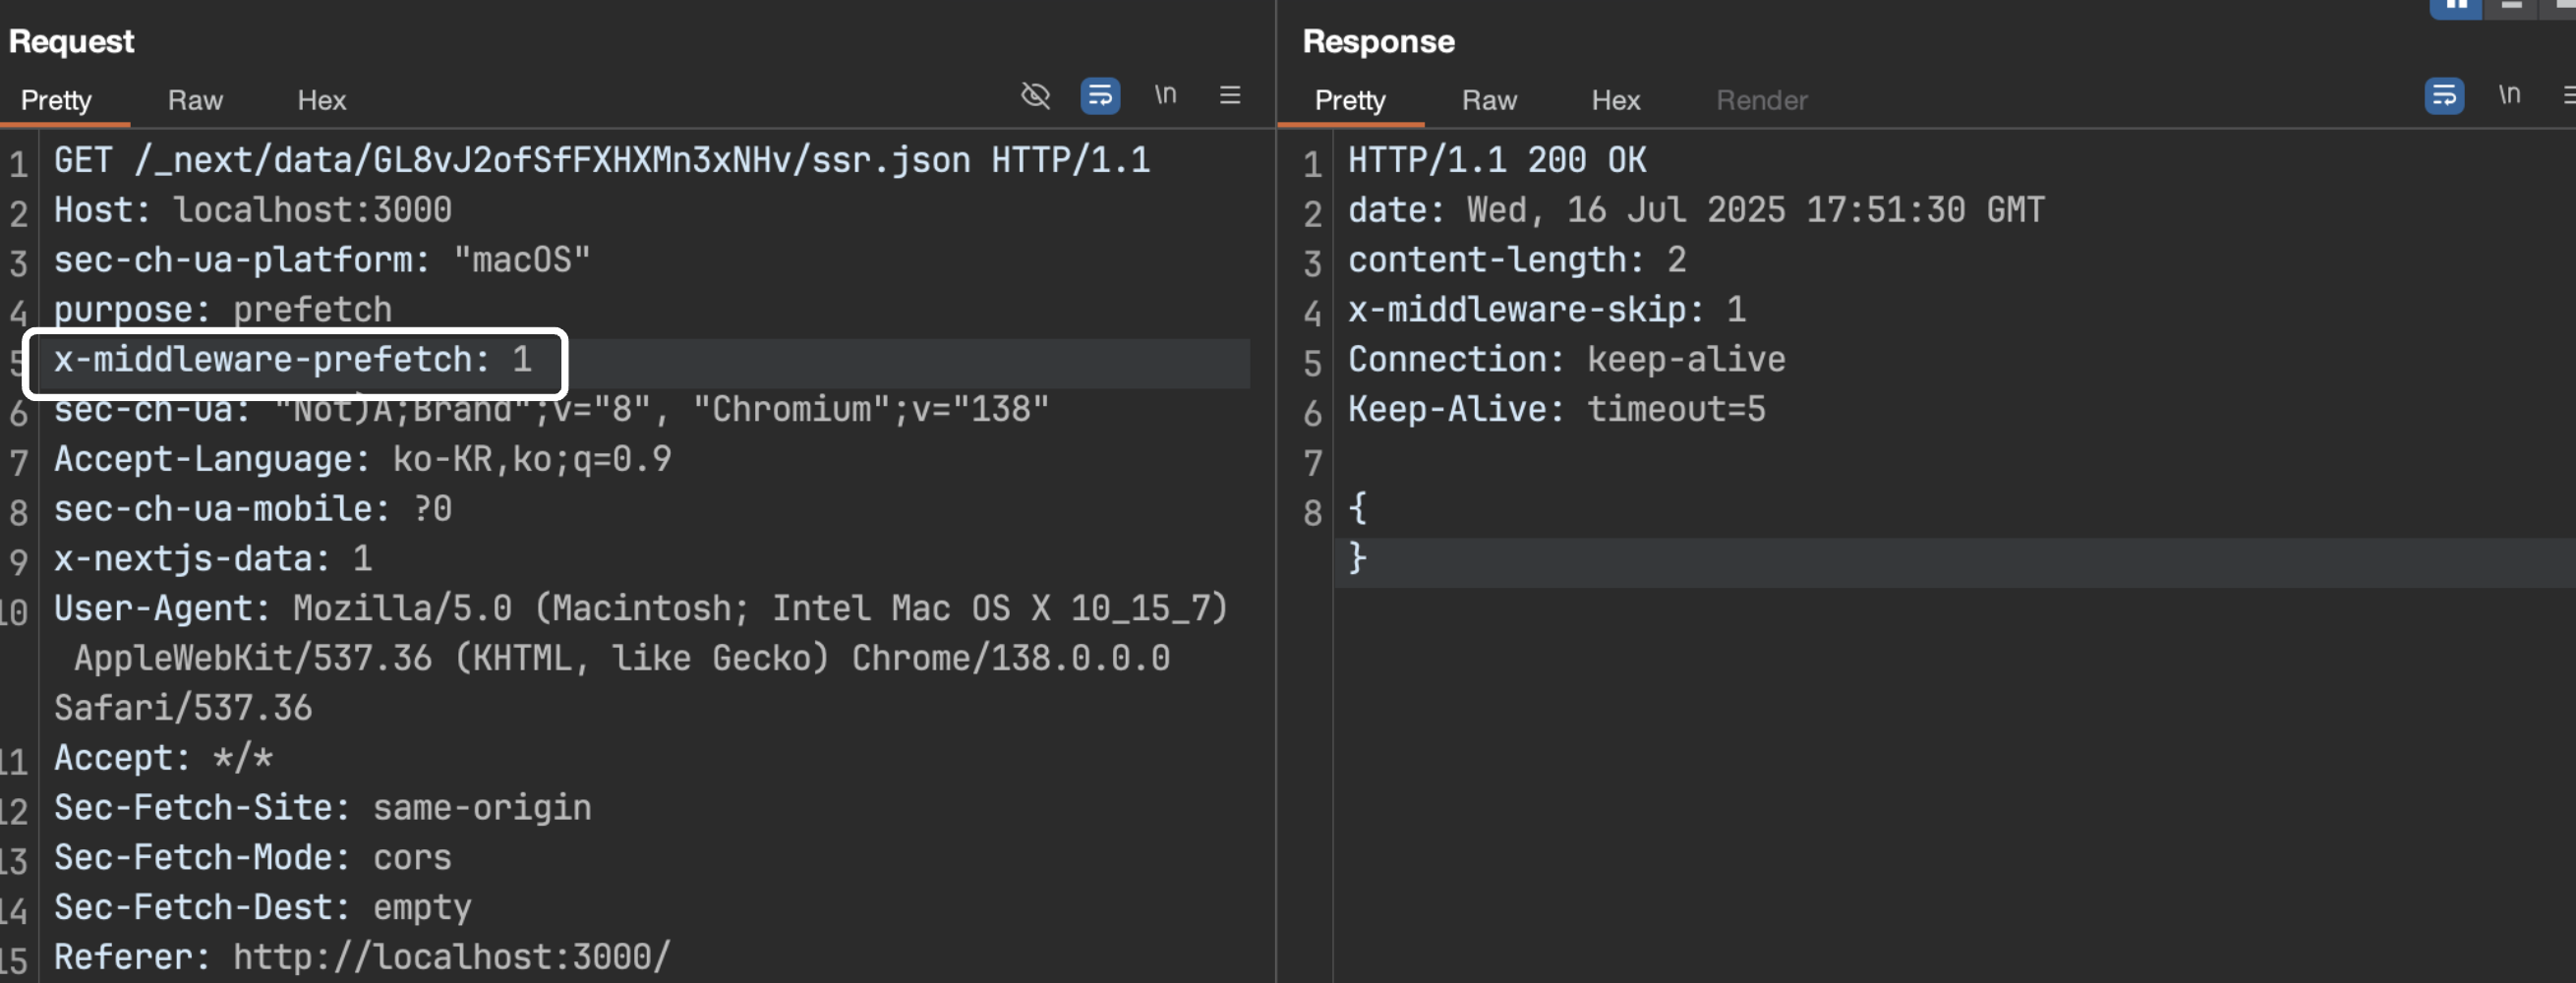 Request
Pretty Raw Hex \n
1 GET /_next/data/GL8vJ2ofSfFXHXMn3xNHv/ssr.json HTTP/1.1
2 Host: localhost:3000
3 sec-ch-ua-platform: "macOS"
4 purpose: prefetch
5 x-middleware-prefetch: 1
6 sec-ch-ua: "Not)A;Brand";v="8", "Chromium";v="138"
7 Accept-Language: ko-KR,ko;q=0.9
8 sec-ch-ua-mobile: ?0
9 x-nextjs-data: 1
10 User-Agent: Mozilla/5.0 (Macintosh; Intel Mac OS X 10_15_7)
AppleWebKit/537.36 (KHTML, like Gecko) Chrome/138.0.0.0
Safari/537.36
11 Accept: */*
12 Sec-Fetch-Site: same-origin
13 Sec-Fetch-Mode: cors
14 Sec-Fetch-Dest: empty
15 Referer: http://localhost:3000/
Response
Pretty Raw Hex Render \n
1 HTTP/1.1 200 OK
2 date: Wed, 16 Jul 2025 17:51:30 GMT
3 content-length: 2
4 x-middleware-skip: 1
5 Connection: keep-alive
6 Keep-Alive: timeout=5
7
8 {
}